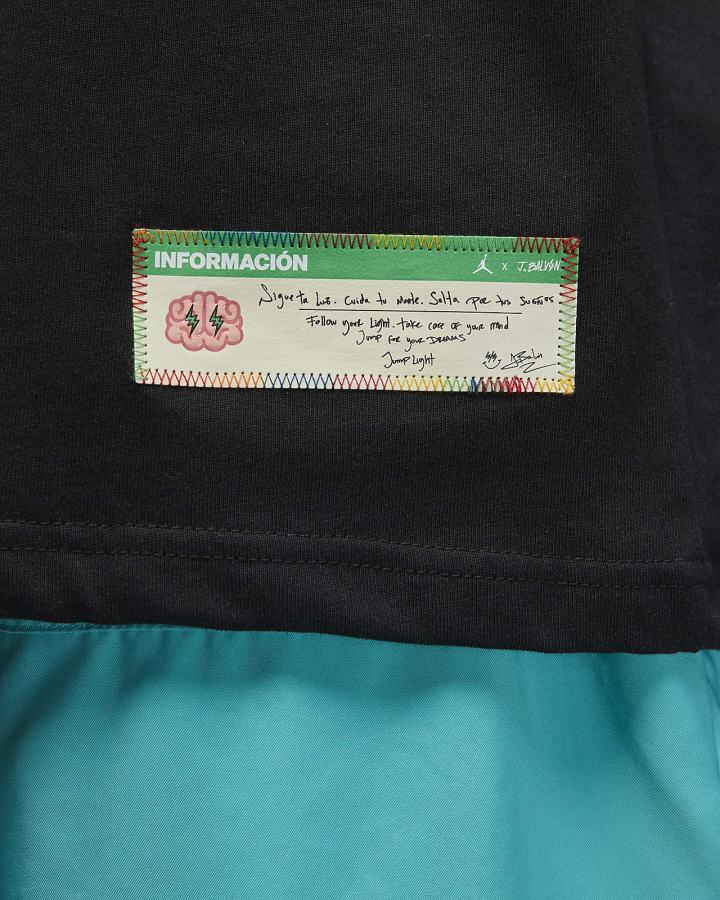 INFORMACIÓN
x J. BALVIN
Sigue tu Luz. Cuida tu Mente. Salta por tus Sueños
Follow your Light. take care of your mind
Jump for your DREAMS
Jump Light
JBalvin